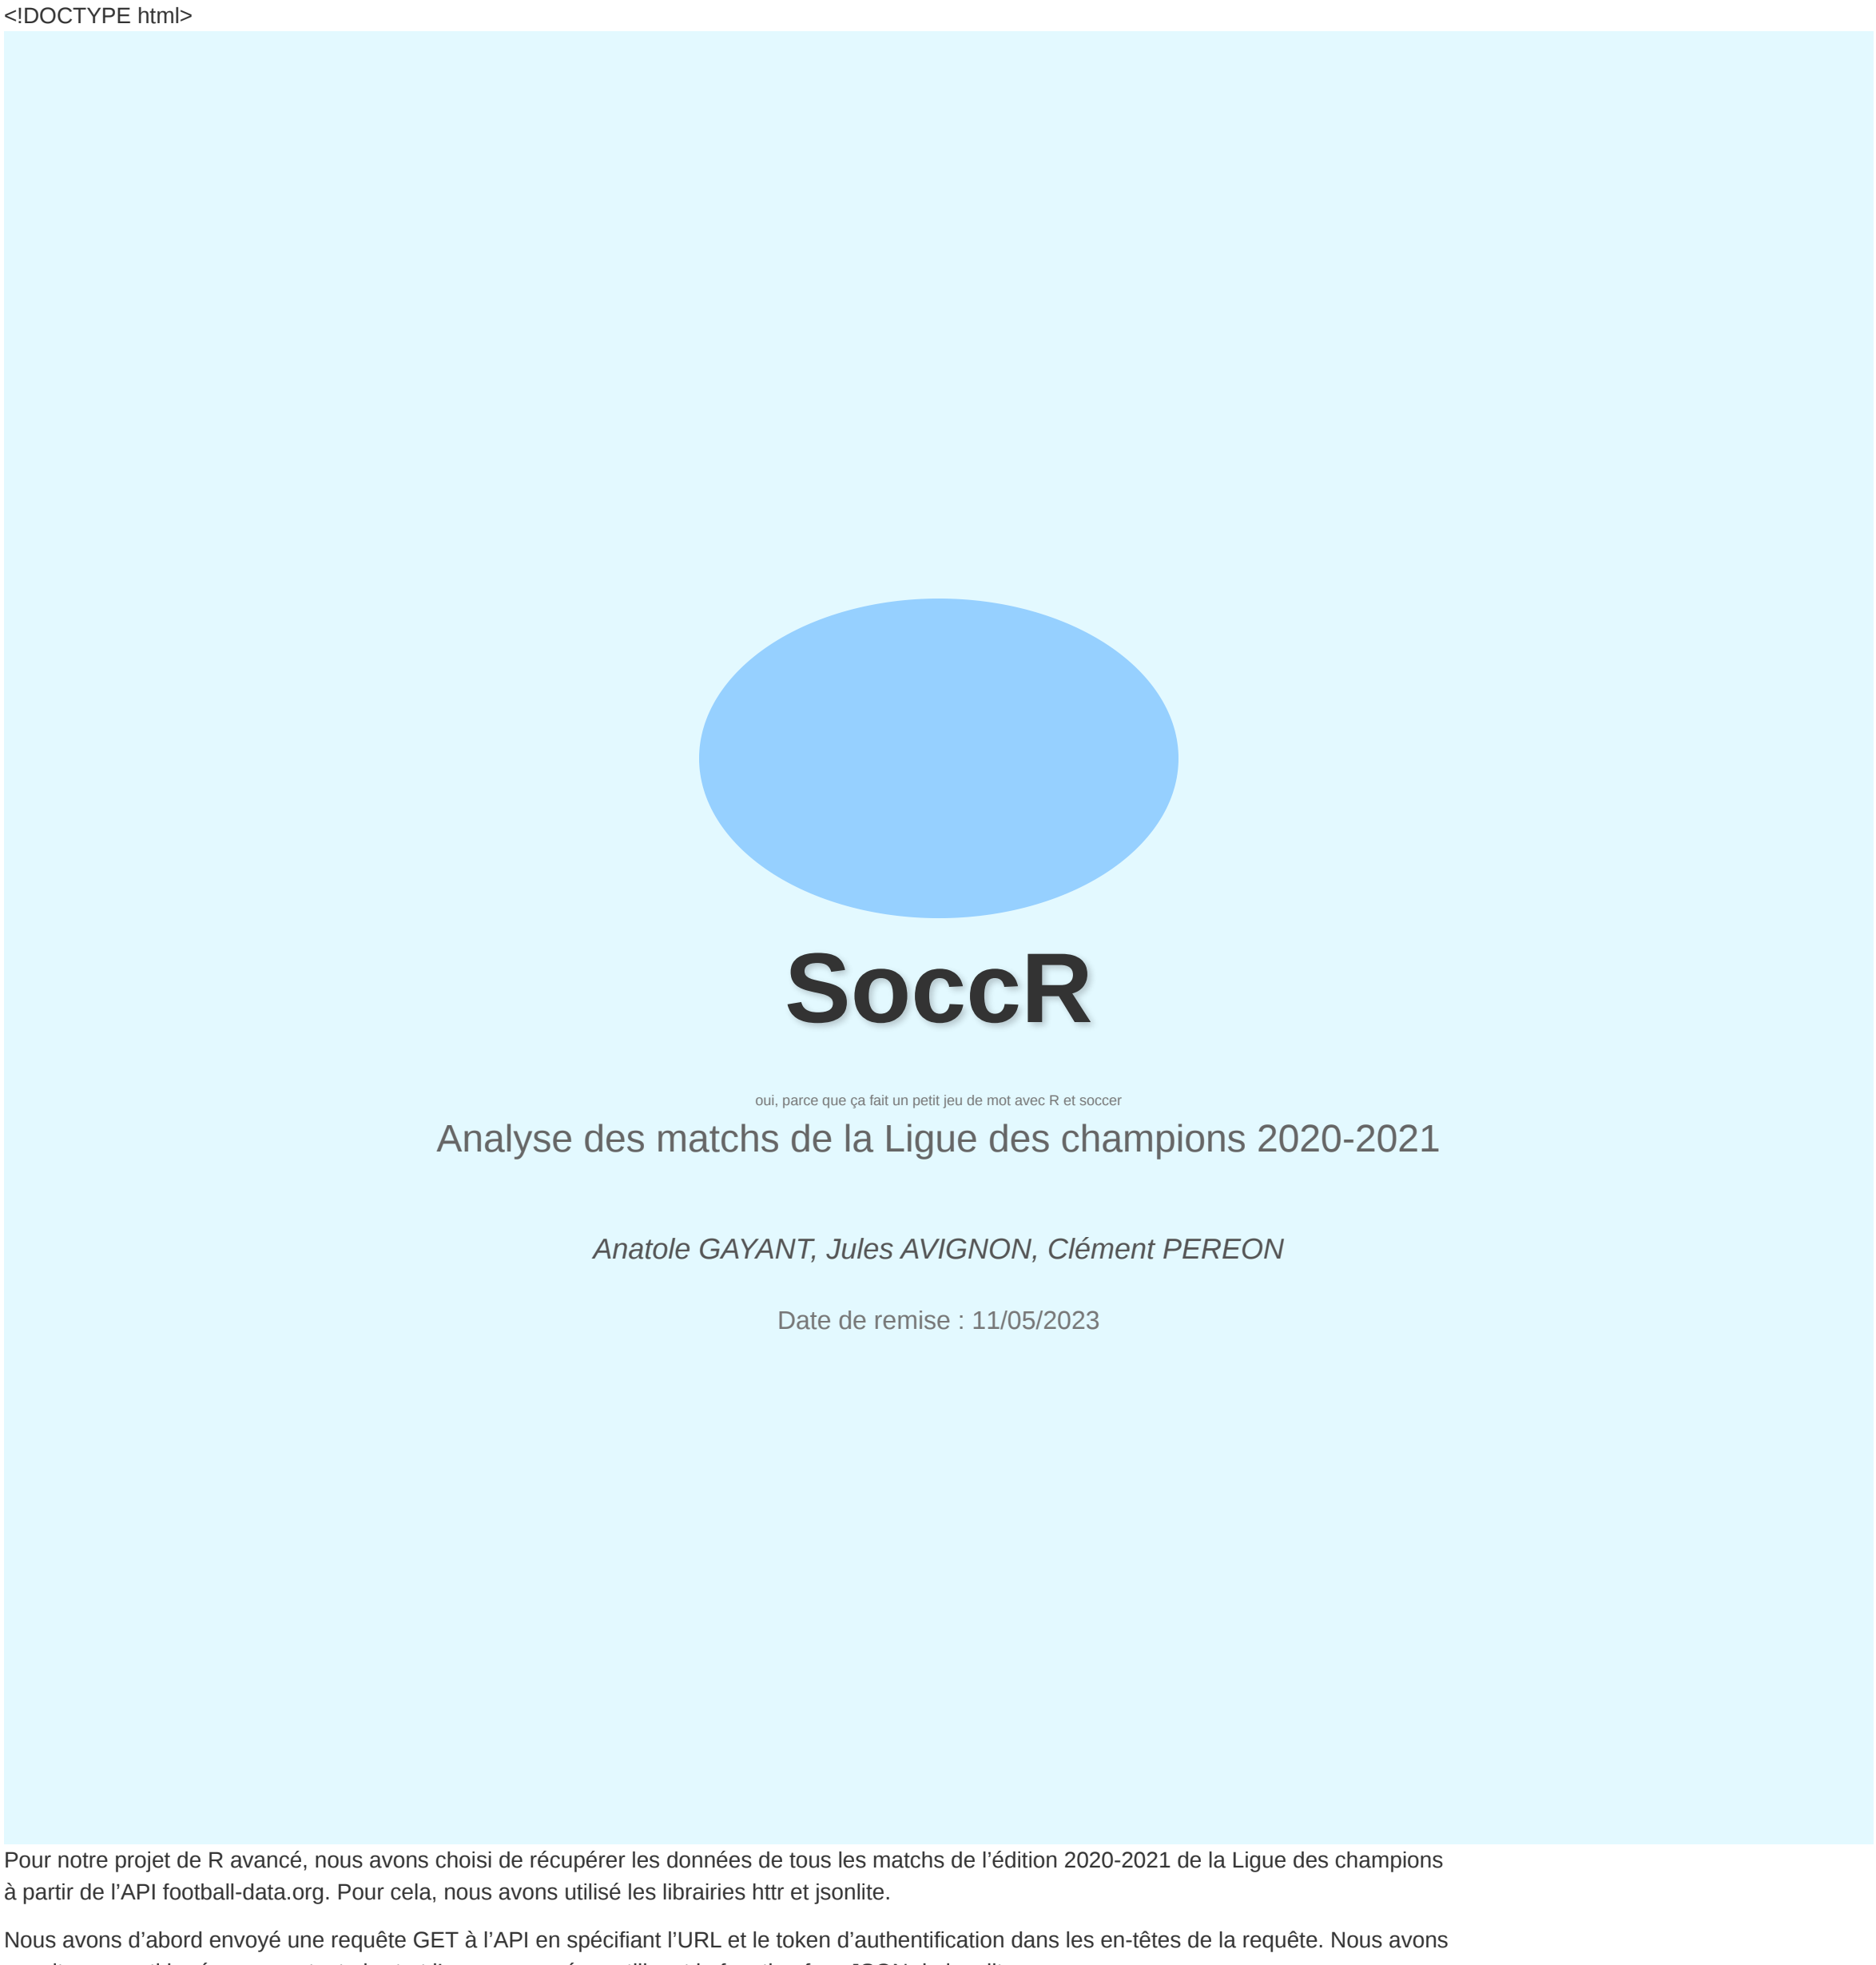 <!DOCTYPE html>
SoccR
oui, parce que ça fait un petit jeu de mot avec R et soccer
Analyse des matchs de la Ligue des champions 2020-2021
Anatole GAYANT, Jules AVIGNON, Clément PEREON
Date de remise : 11/05/2023
Pour notre projet de R avancé, nous avons choisi de récupérer les données de tous les matchs de l’édition 2020-2021 de la Ligue des champions
à partir de l’API football-data.org. Pour cela, nous avons utilisé les librairies httr et jsonlite.
Nous avons d’abord envoyé une requête GET à l’API en spécifiant l’URL et le token d’authentification dans les en-têtes de la requête. Nous avons